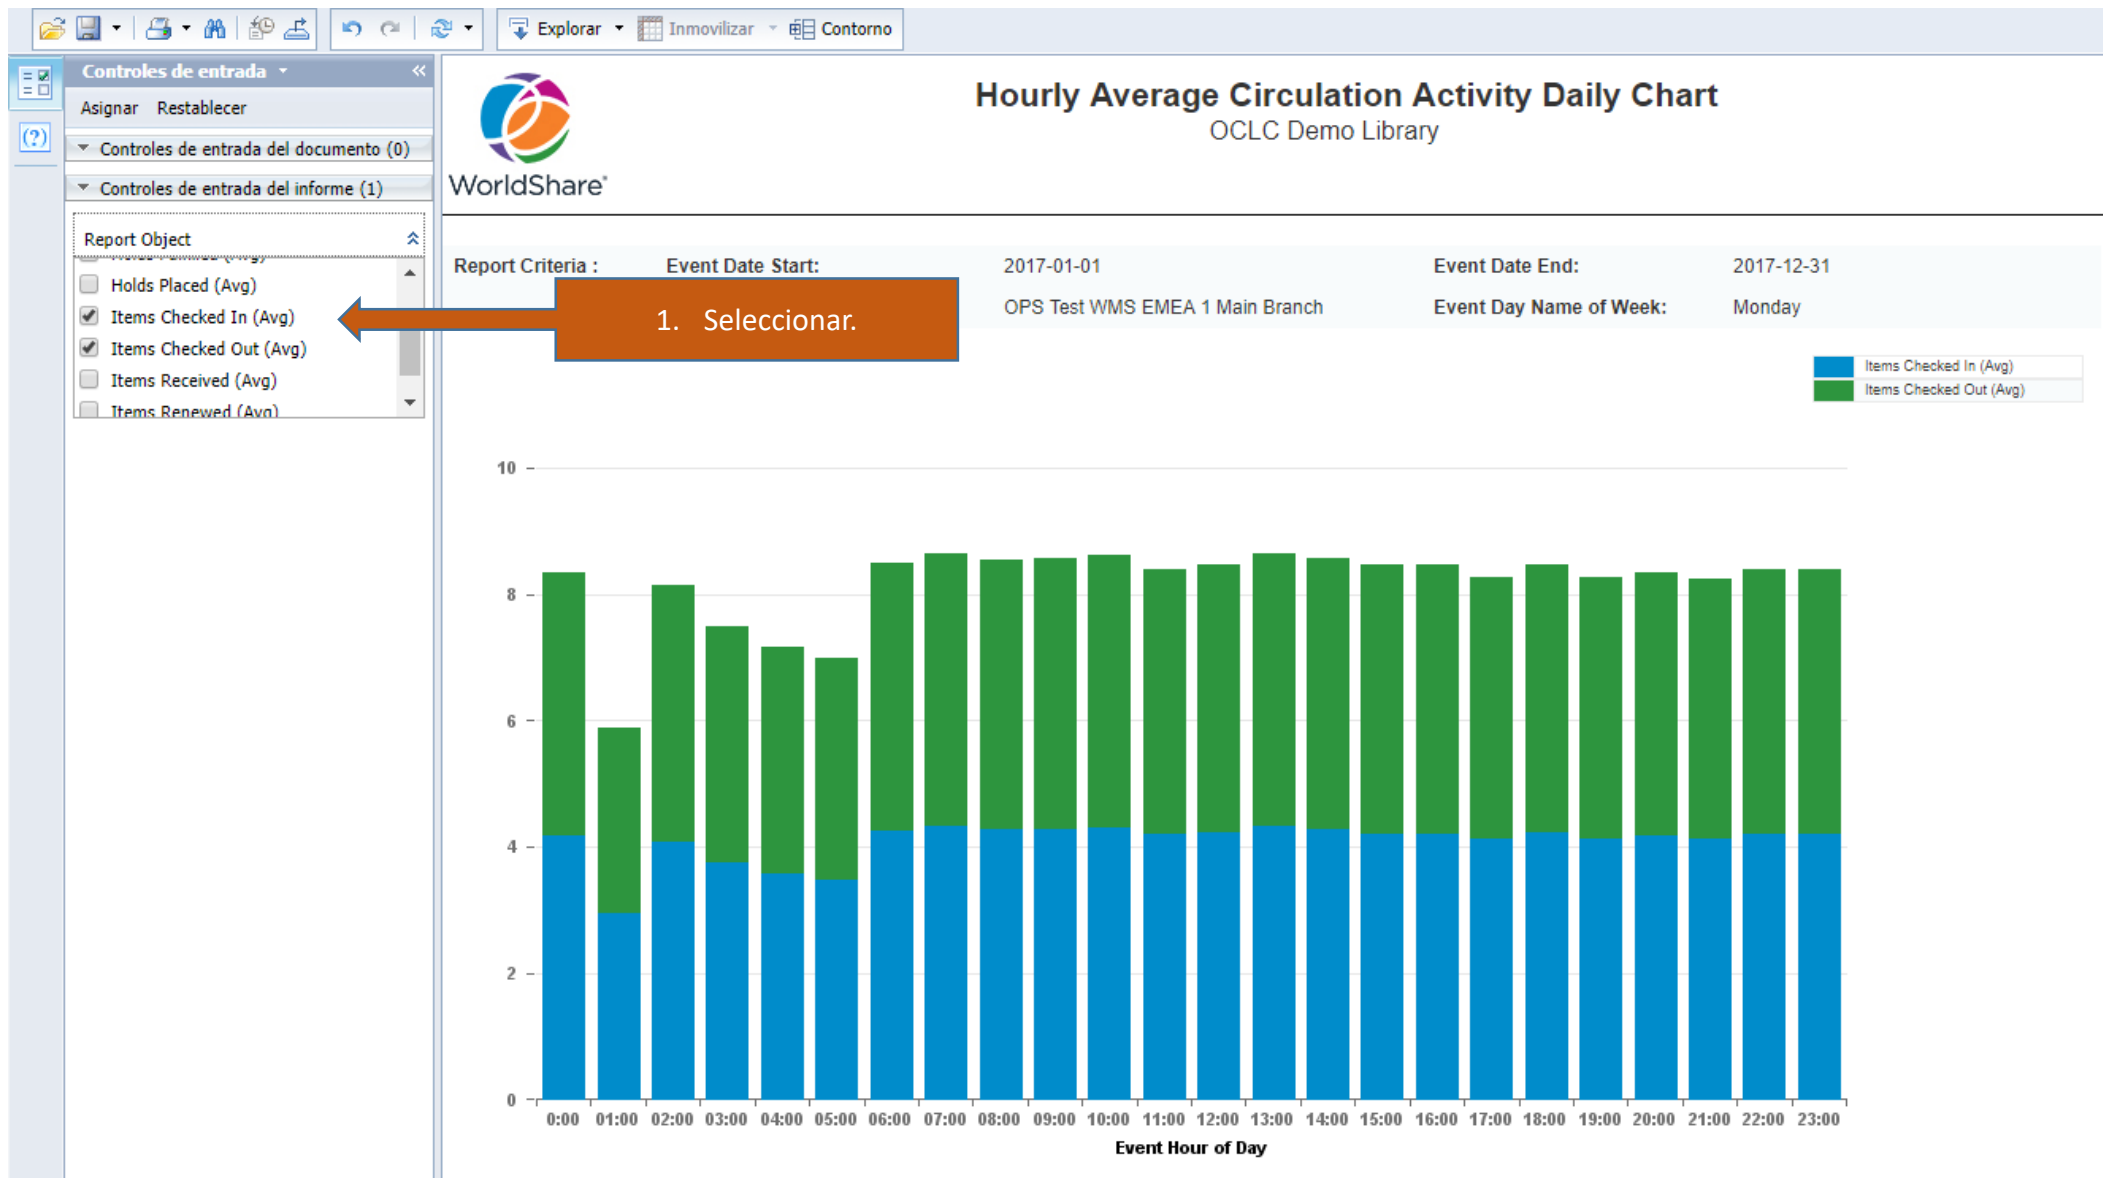 Explorar Inmovilizar Contorno
Controles de entrada
Asignar Restablecer
Controles de entrada del documento (0)
Controles de entrada del informe (1)
Report Object
Holds Placed (Avg)
Items Checked In (Avg)
Items Checked Out (Avg)
Items Received (Avg)
Items Renewed (Avg)
WorldShare
Hourly Average Circulation Activity Daily Chart
OCLC Demo Library
Report Criteria : Event Date Start: 2017-01-01 Event Date End: 2017-12-31
OPS Test WMS EMEA 1 Main Branch Event Day Name of Week: Monday
1. Seleccionar.
Items Checked In (Avg)
Items Checked Out (Avg)
10
8
6
4
2
0
0:00 01:00 02:00 03:00 04:00 05:00 06:00 07:00 08:00 09:00 10:00 11:00 12:00 13:00 14:00 15:00 16:00 17:00 18:00 19:00 20:00 21:00 22:00 23:00
Event Hour of Day